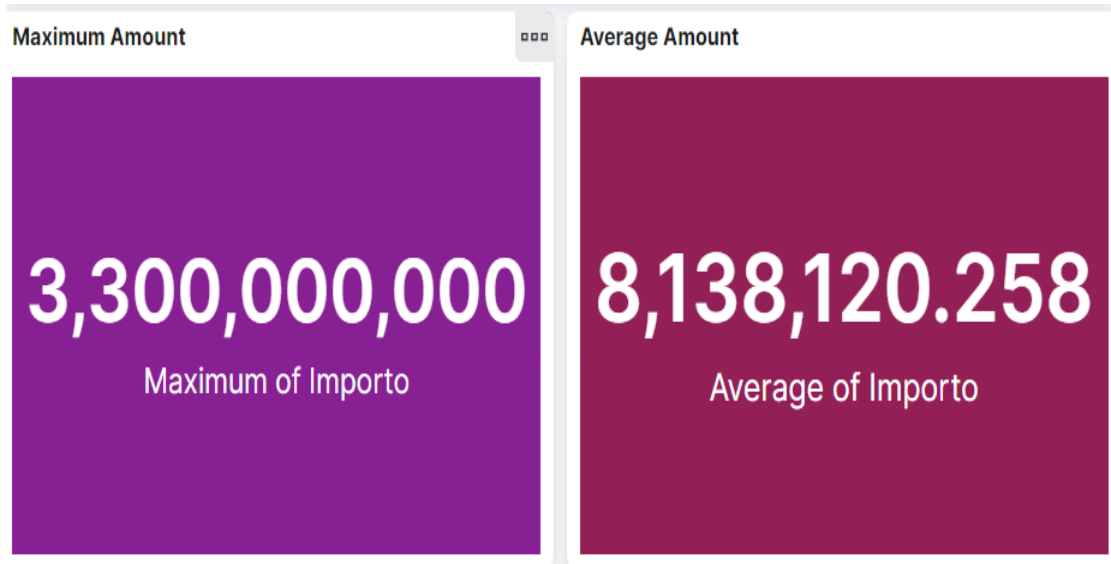 Maximum Amount
3,300,000,000
Maximum of Importo
Average Amount
8,138,120.258
Average of Importo